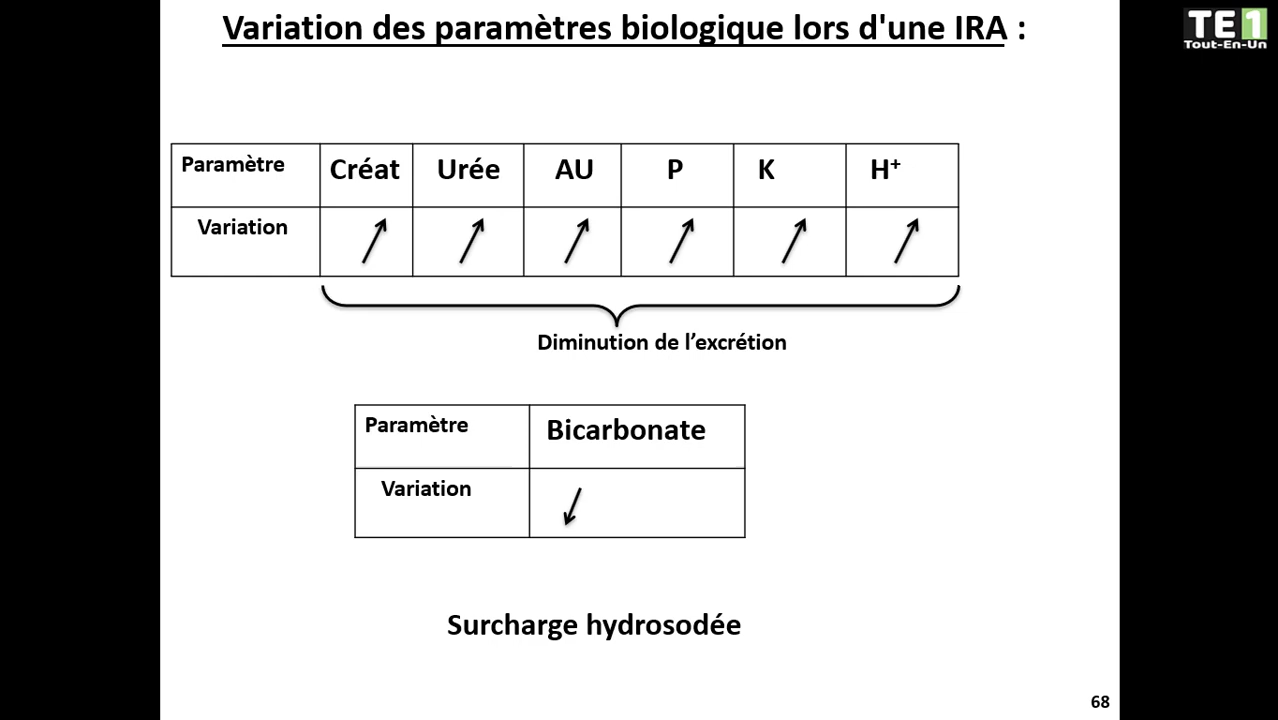 Variation des paramètres biologique lors d'une IRA :
TE1
Tout-En-Un
Paramètre Créat Urée AU P K H⁺
Variation
Diminution de l’excrétion
Paramètre Bicarbonate
Variation
Surcharge hydrosodée
68